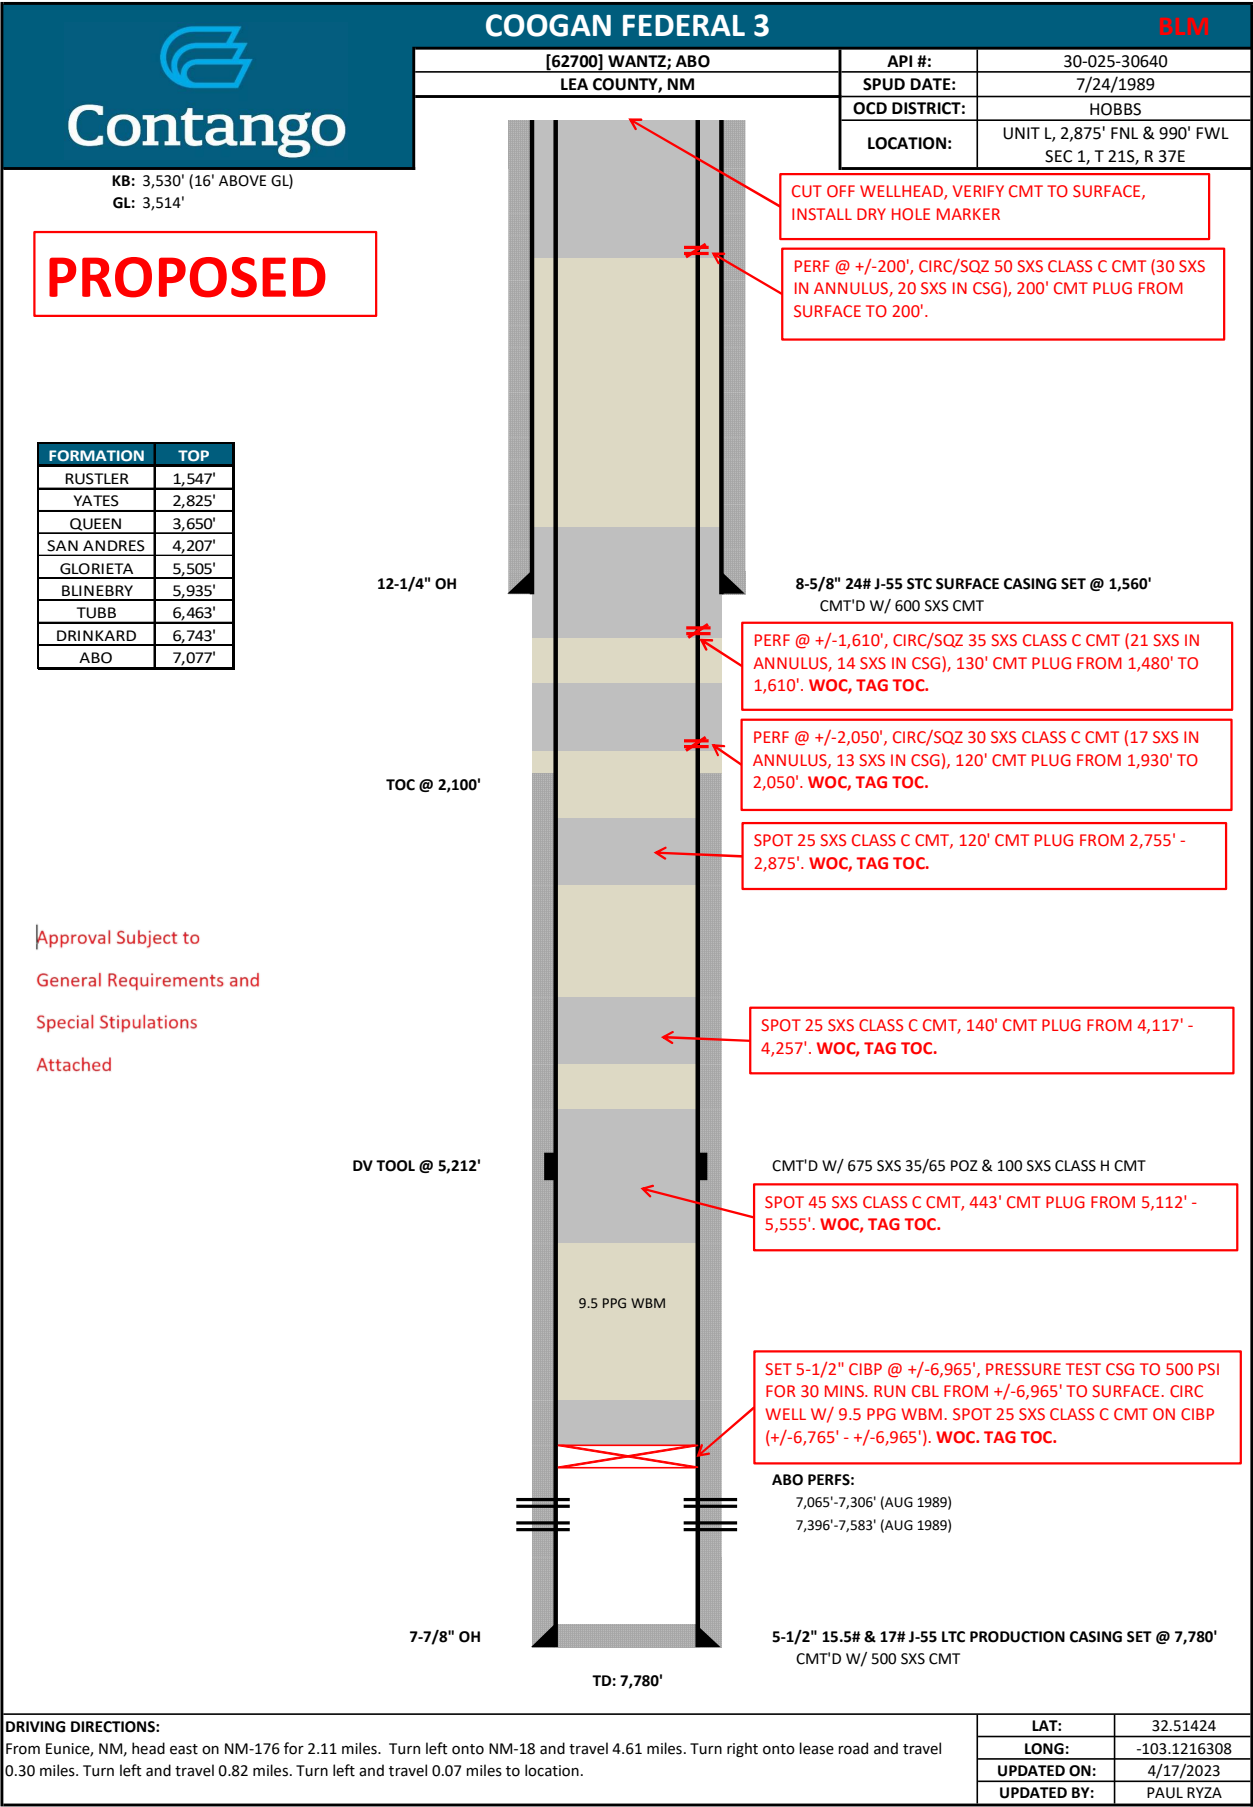 COOGAN FEDERAL 3
BLM
Contango
[62700] WANTZ; ABO
LEA COUNTY, NM
API #: 30-025-30640
SPUD DATE: 7/24/1989
OCD DISTRICT: HOBBS
LOCATION: UNIT L, 2,875' FNL & 990' FWL
SEC 1, T 21S, R 37E
KB: 3,530' (16' ABOVE GL)
GL: 3,514'
PROPOSED
CUT OFF WELLHEAD, VERIFY CMT TO SURFACE,
INSTALL DRY HOLE MARKER
PERF @ +/-200', CIRC/SQZ 50 SXS CLASS C CMT (30 SXS
IN ANNULUS, 20 SXS IN CSG), 200' CMT PLUG FROM
SURFACE TO 200'.
FORMATION TOP
RUSTLER 1,547'
YATES 2,825'
QUEEN 3,650'
SAN ANDRES 4,207'
GLORIETA 5,505'
BLINEBRY 5,935'
TUBB 6,463'
DRINKARD 6,743'
ABO 7,077'
12-1/4" OH
8-5/8" 24# J-55 STC SURFACE CASING SET @ 1,560'
CMT'D W/ 600 SXS CMT
PERF @ +/-1,610', CIRC/SQZ 35 SXS CLASS C CMT (21 SXS IN
ANNULUS, 14 SXS IN CSG), 130' CMT PLUG FROM 1,480' TO
1,610'. WOC, TAG TOC.
PERF @ +/-2,050', CIRC/SQZ 30 SXS CLASS C CMT (17 SXS IN
ANNULUS, 13 SXS IN CSG), 120' CMT PLUG FROM 1,930' TO
2,050'. WOC, TAG TOC.
TOC @ 2,100'
SPOT 25 SXS CLASS C CMT, 120' CMT PLUG FROM 2,755' -
2,875'. WOC, TAG TOC.
Approval Subject to
General Requirements and
Special Stipulations
Attached
SPOT 25 SXS CLASS C CMT, 140' CMT PLUG FROM 4,117' -
4,257'. WOC, TAG TOC.
DV TOOL @ 5,212'
CMT'D W/ 675 SXS 35/65 POZ & 100 SXS CLASS H CMT
SPOT 45 SXS CLASS C CMT, 443' CMT PLUG FROM 5,112' -
5,555'. WOC, TAG TOC.
9.5 PPG WBM
SET 5-1/2" CIBP @ +/-6,965', PRESSURE TEST CSG TO 500 PSI
FOR 30 MINS. RUN CBL FROM +/-6,965' TO SURFACE. CIRC
WELL W/ 9.5 PPG WBM. SPOT 25 SXS CLASS C CMT ON CIBP
(+/-6,765' - +/-6,965'). WOC. TAG TOC.
ABO PERFS:
7,065'-7,306' (AUG 1989)
7,396'-7,583' (AUG 1989)
7-7/8" OH
5-1/2" 15.5# & 17# J-55 LTC PRODUCTION CASING SET @ 7,780'
CMT'D W/ 500 SXS CMT
TD: 7,780'
DRIVING DIRECTIONS:
From Eunice, NM, head east on NM-176 for 2.11 miles. Turn left onto NM-18 and travel 4.61 miles. Turn right onto lease road and travel
0.30 miles. Turn left and travel 0.82 miles. Turn left and travel 0.07 miles to location.
LAT: 32.51424
LONG: -103.1216308
UPDATED ON: 4/17/2023
UPDATED BY: PAUL RYZA